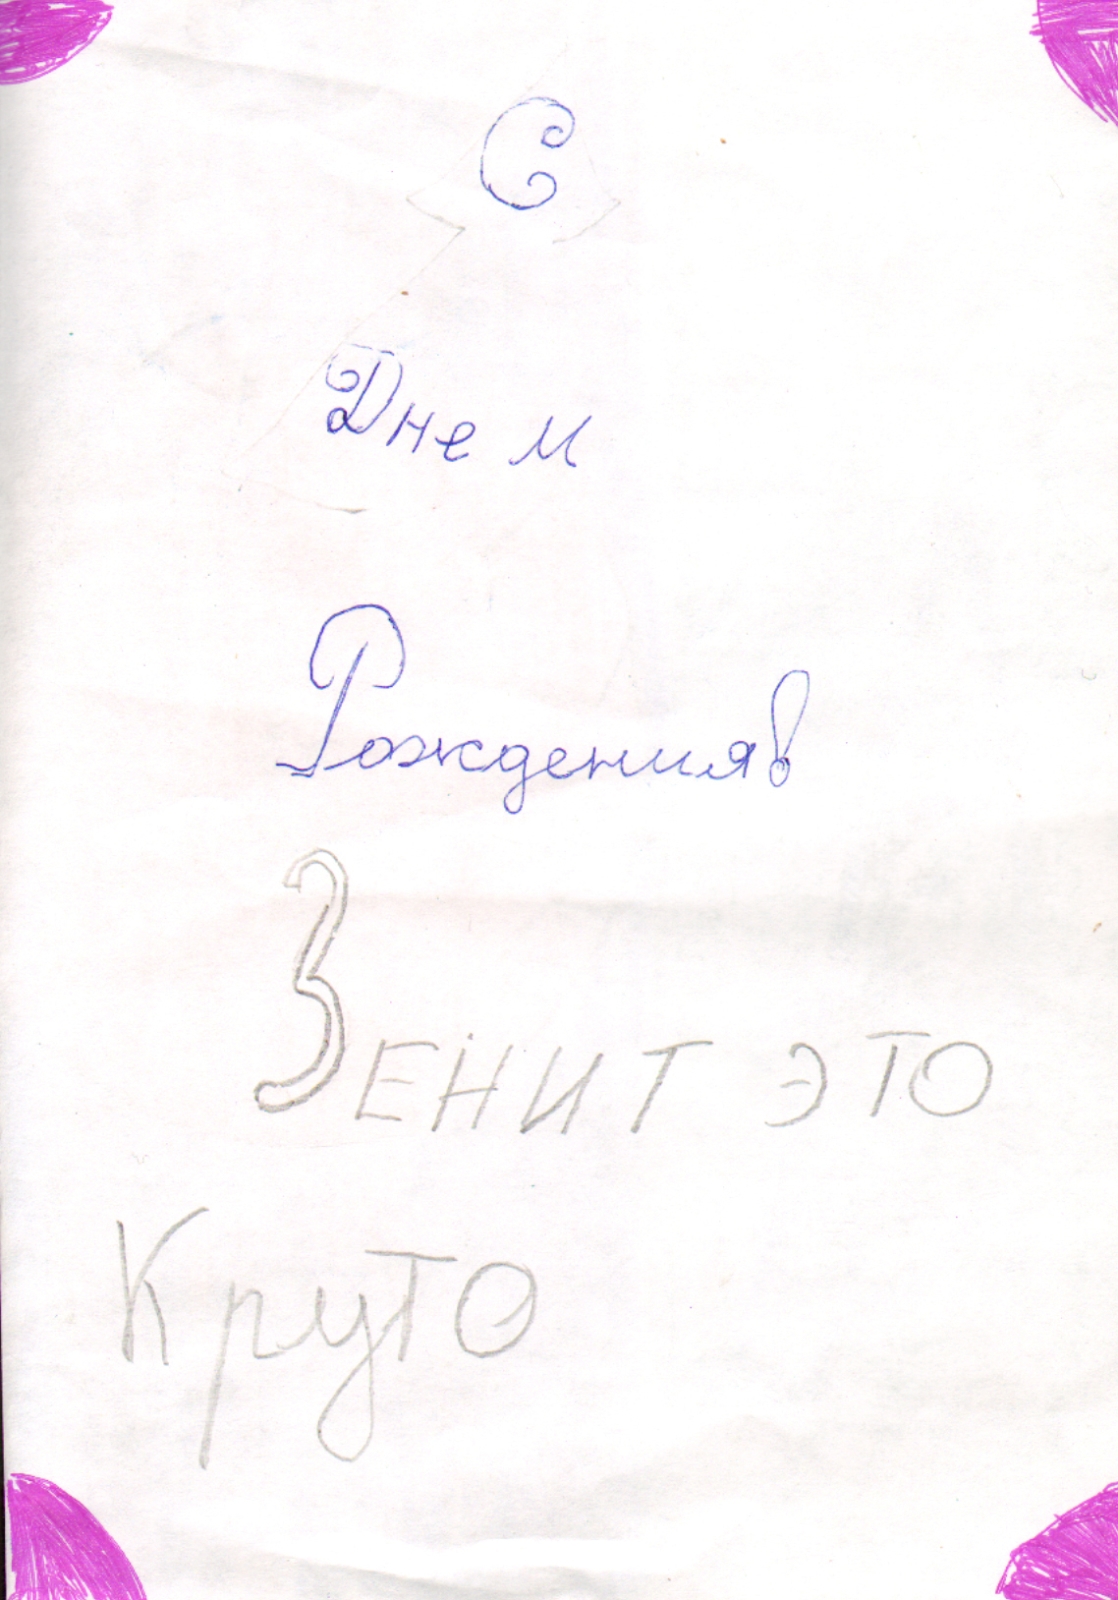 С
Днем
Рождения!
Зенит это
Круто